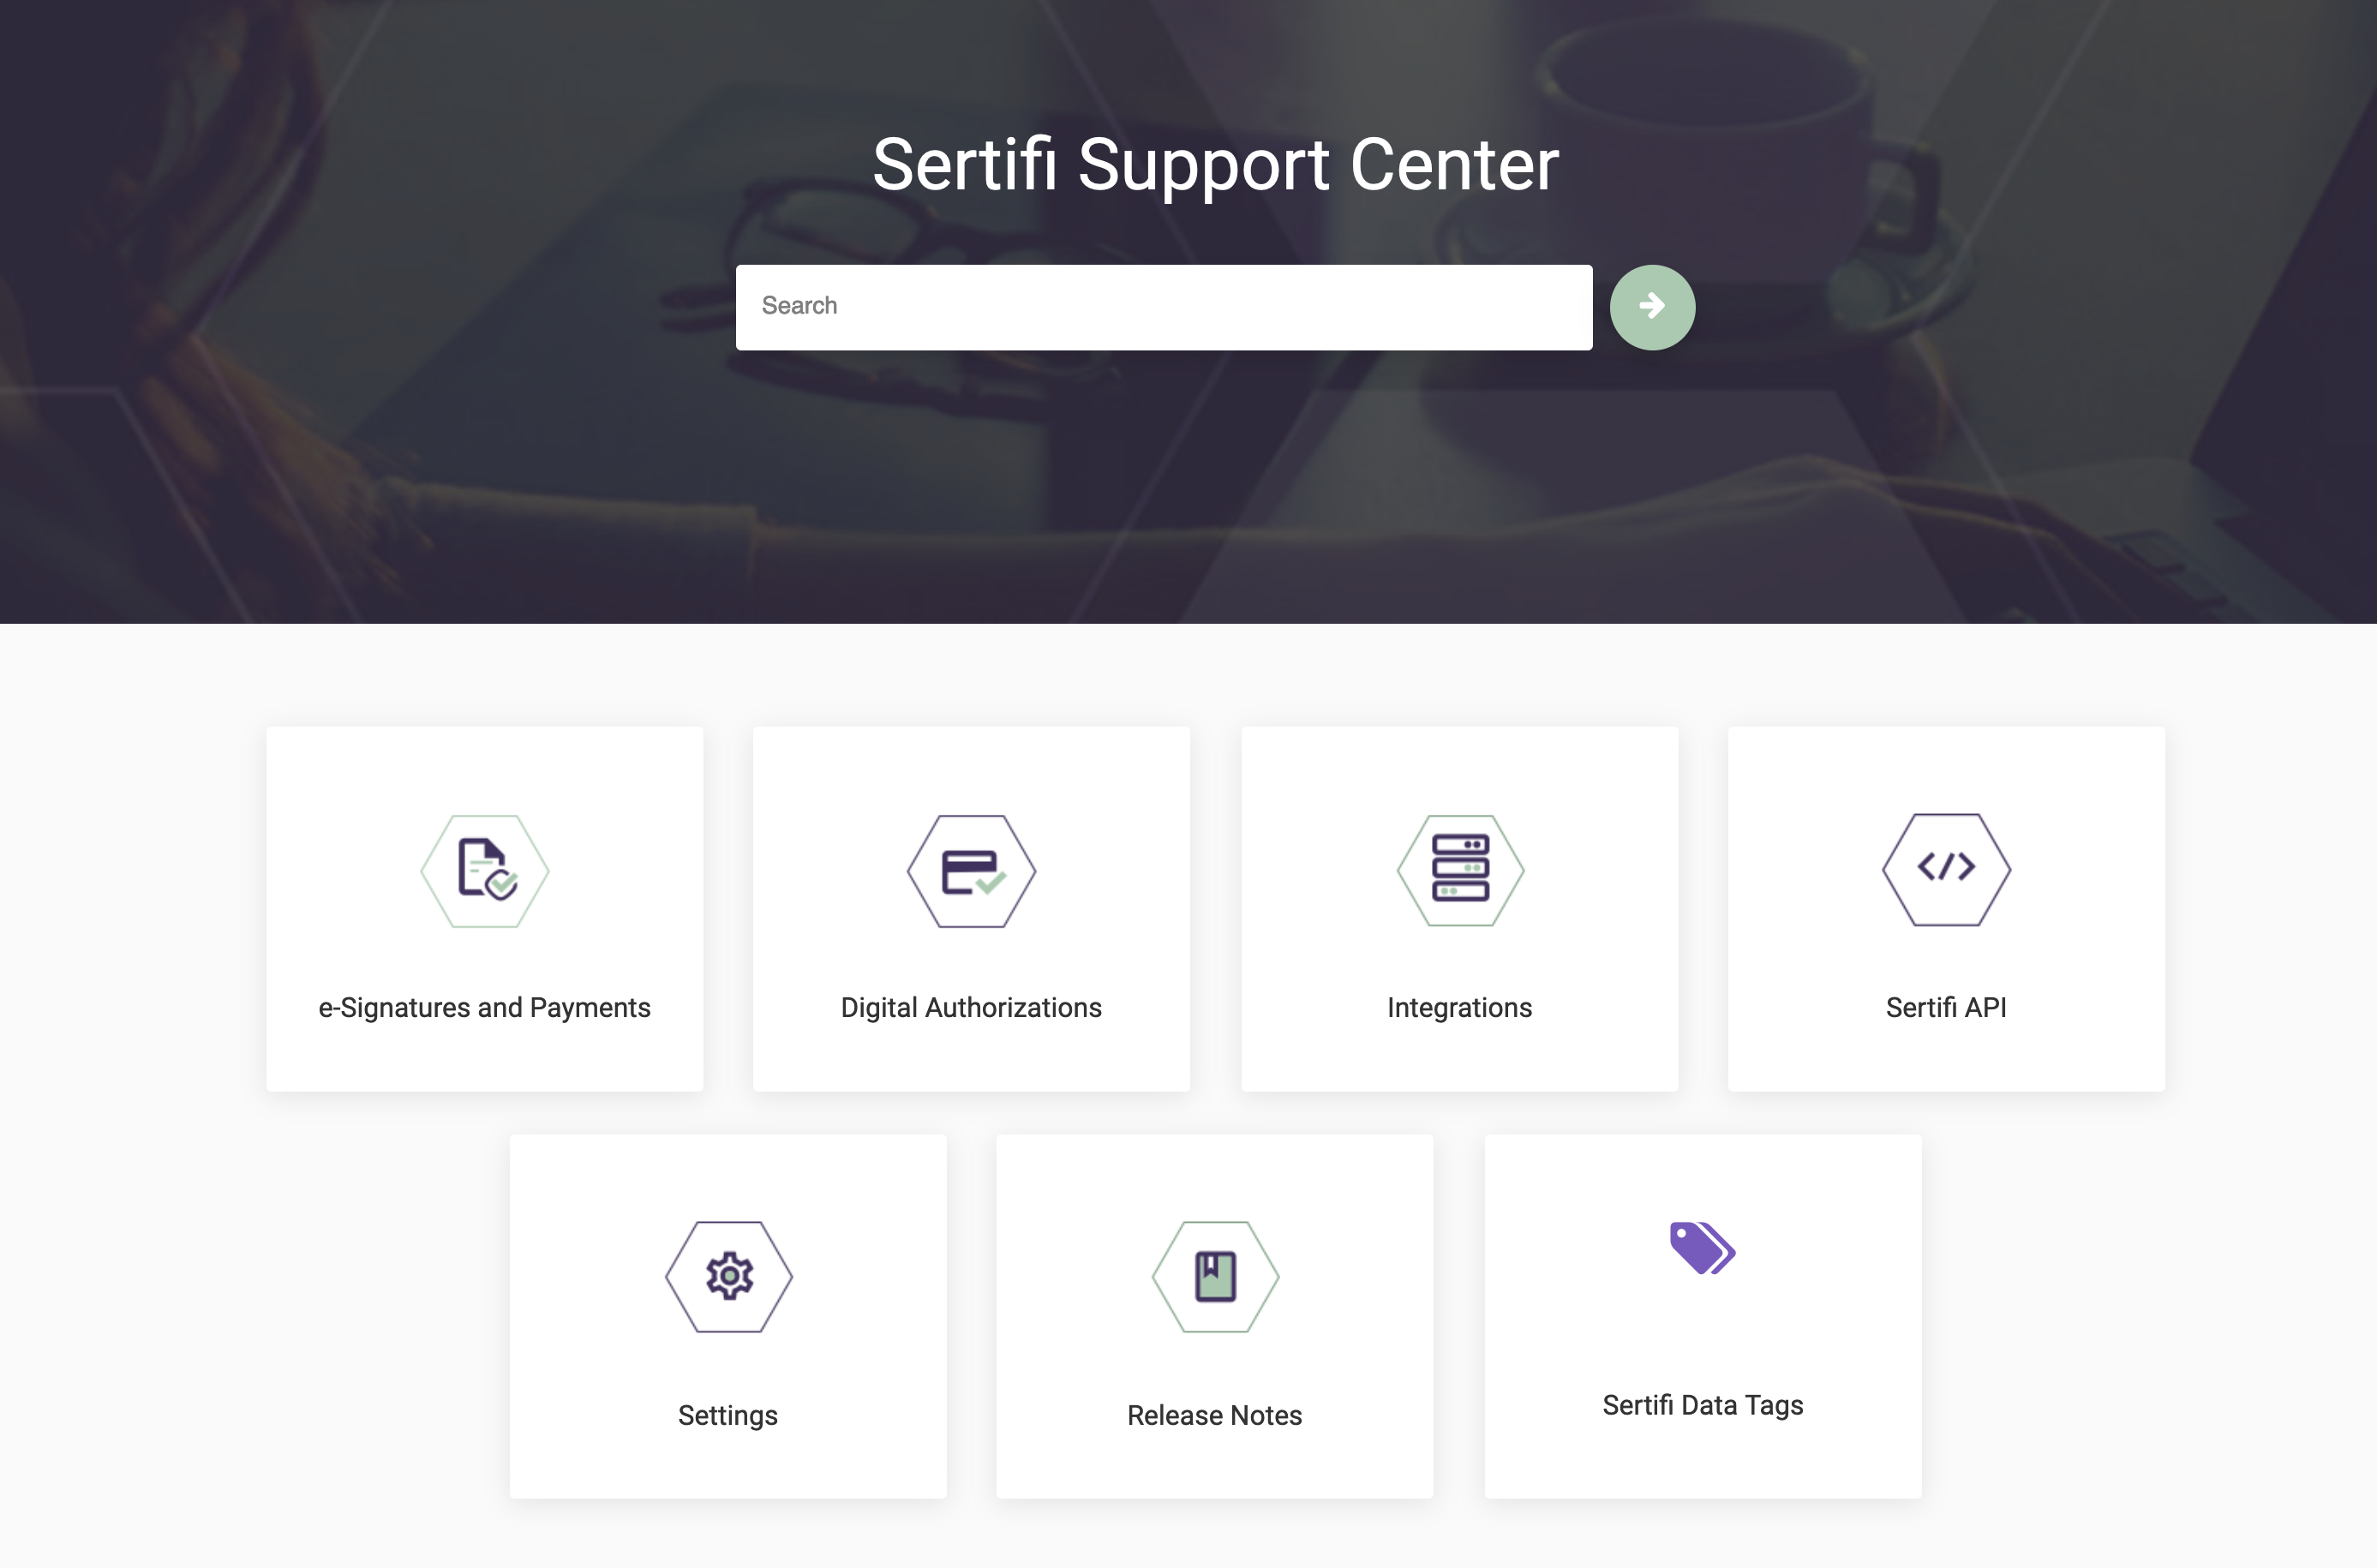 Sertifi Support Center
Search
e-Signatures and Payments
Digital Authorizations
Integrations
Sertifi API
Settings
Release Notes
Sertifi Data Tags